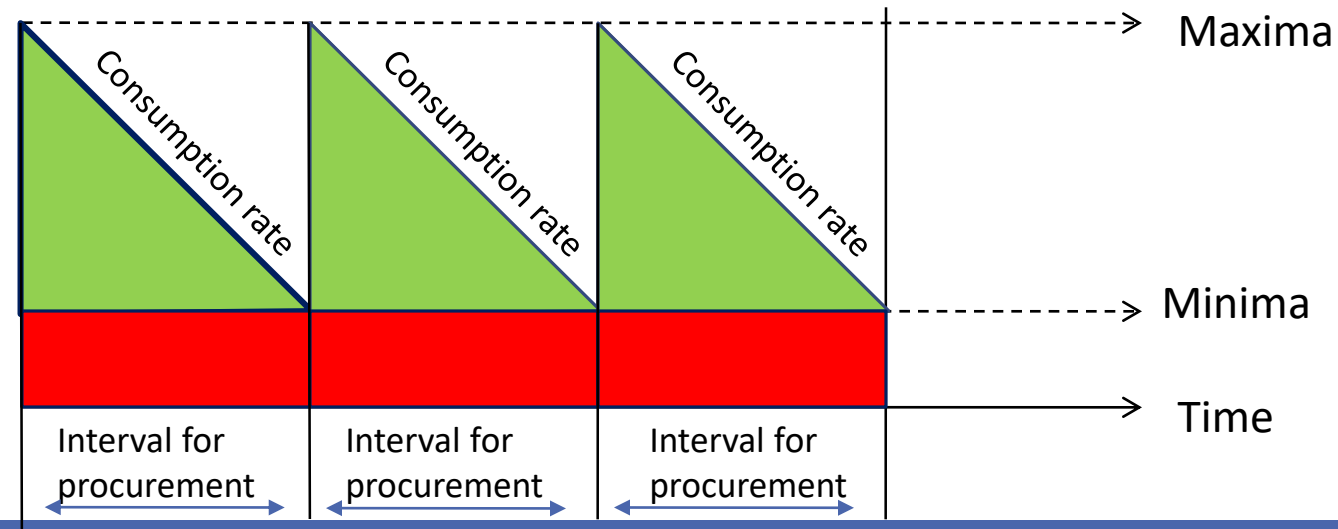 Maxima
Consumption rate
Consumption rate
Consumption rate
Minima
Time
Interval for
procurement
Interval for
procurement
Interval for
procurement